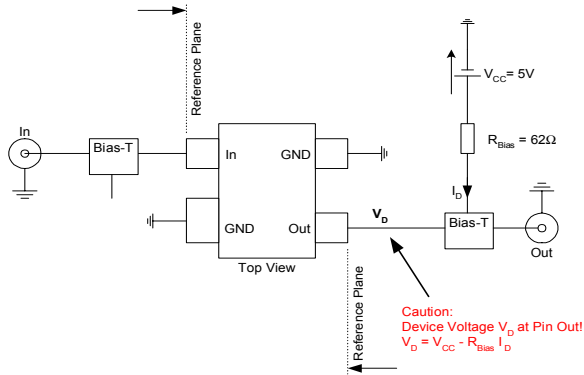 Reference Plane
V_CC = 5V
In
Bias-T
R_Bias = 62Ω
In
GND
I_D
GND
Out
V_D
Bias-T
Out
Top View
Reference Plane
Caution:
Device Voltage V_D at Pin Out!
V_D = V_CC - R_Bias I_D